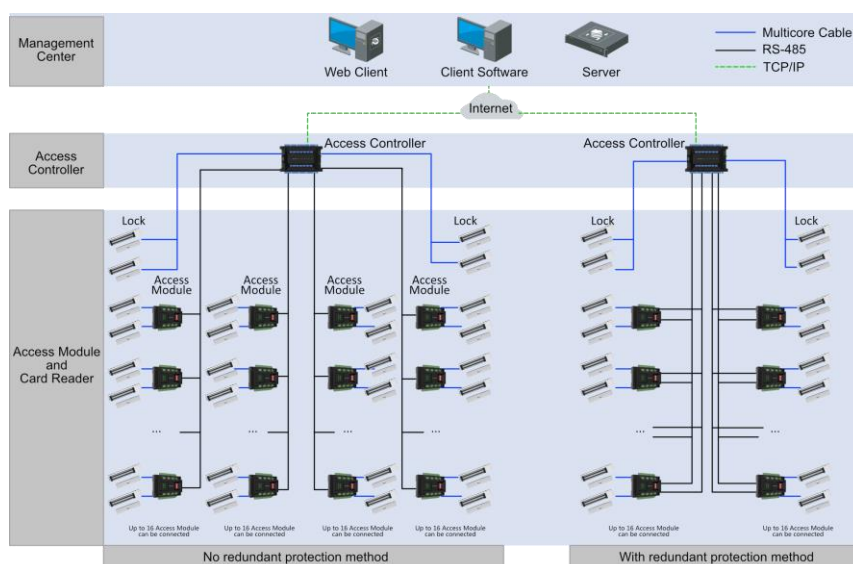 Management
Center
Web Client
Client Software
Server
Multicore Cable
RS-485
TCP/IP
Internet
Access
Controller
Access Controller
Access Controller
Access Module
and
Card Reader
Lock
Lock
Lock
Lock
Access
Module
Access
Module
Access
Module
Access
Module
...
...
...
...
...
...
Up to 16 Access Module
can be connected
Up to 16 Access Module
can be connected
Up to 16 Access Module
can be connected
Up to 16 Access Module
can be connected
Up to 16 Access Module
can be connected
Up to 16 Access Module
can be connected
No redundant protection method
With redundant protection method